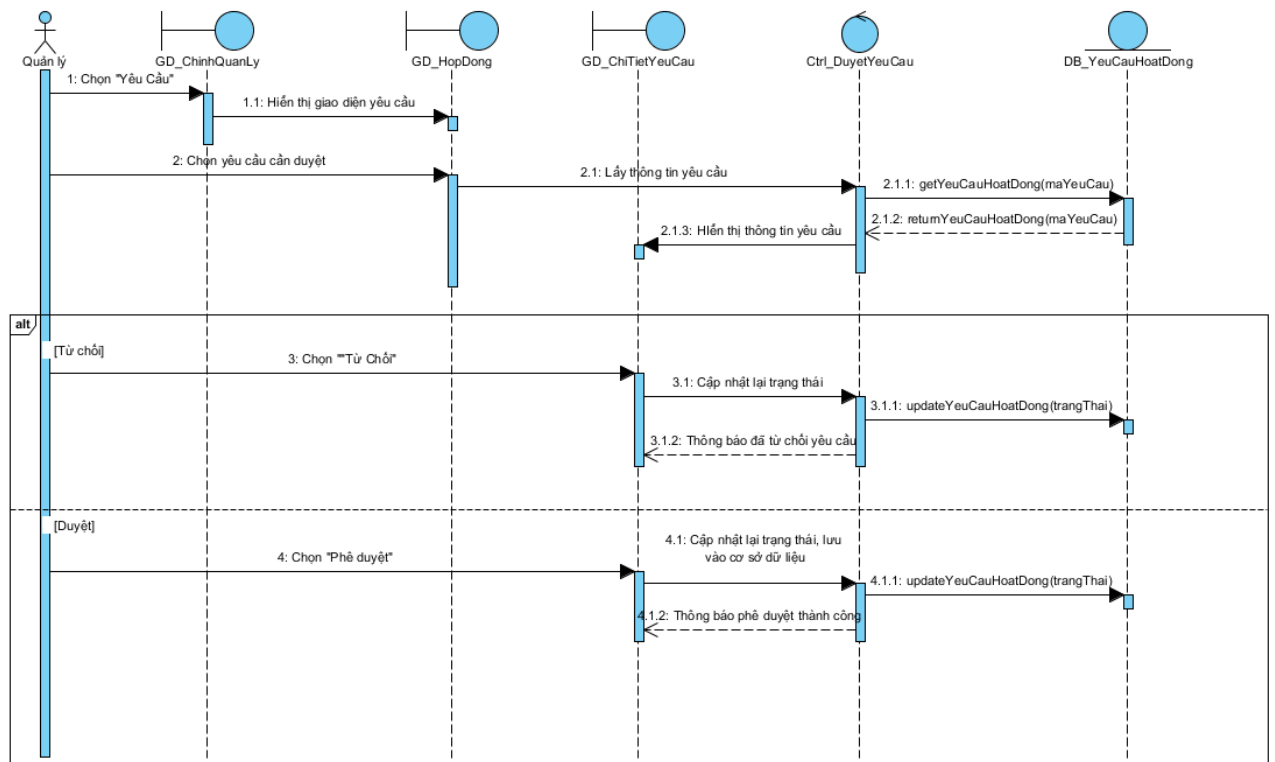 Quản lý
GD_ChinhQuanLy
GD_HopDong
GD_ChiTietYeuCau
Ctrl_DuyetYeuCau
DB_YeuCauHoatDong
1: Chọn "Yêu Cầu"
1.1: Hiển thị giao diện yêu cầu
2: Chọn yêu cầu cần duyệt
2.1: Lấy thông tin yêu cầu
2.1.1: getYeuCauHoatDong(maYeuCau)
2.1.2: returnYeuCauHoatDong(maYeuCau)
2.1.3: HIển thị thông tin yêu cầu
alt
[Từ chối]
3: Chọn ""Từ Chối"
3.1: Cập nhật lại trạng thái
3.1.1: updateYeuCauHoatDong(trangThai)
3.1.2: Thông báo đã từ chối yêu cầu
[Duyệt]
4: Chọn "Phê duyệt"
4.1: Cập nhật lại trạng thái, lưu
vào cơ sở dữ liệu
4.1.1: updateYeuCauHoatDong(trangThai)
4.1.2: Thông báo phê duyệt thành công